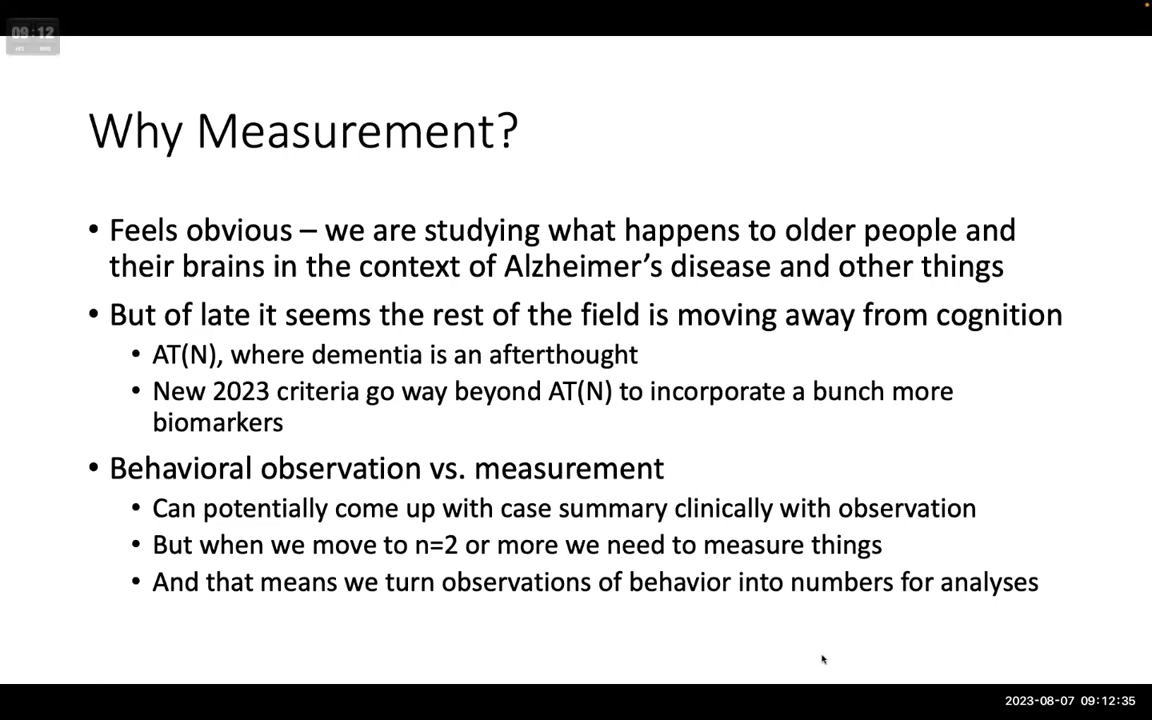 09:12
HRS MINS
Why Measurement?
• Feels obvious – we are studying what happens to older people and
their brains in the context of Alzheimer's disease and other things
• But of late it seems the rest of the field is moving away from cognition
• AT(N), where dementia is an afterthought
• New 2023 criteria go way beyond AT(N) to incorporate a bunch more
biomarkers
• Behavioral observation vs. measurement
• Can potentially come up with case summary clinically with observation
• But when we move to n=2 or more we need to measure things
• And that means we turn observations of behavior into numbers for analyses
2023-08-07 09:12:35